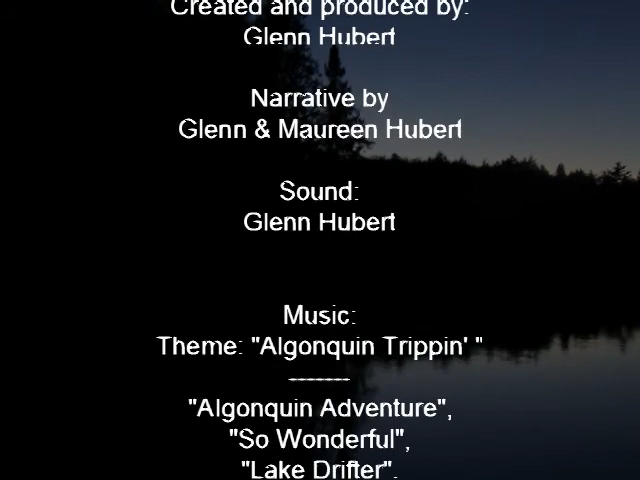 Created and produced by:
Glenn Hubert
Narrative by
Glenn & Maureen Hubert
Sound:
Glenn Hubert
Music:
Theme: "Algonquin Trippin' "
-------
"Algonquin Adventure",
"So Wonderful",
"Lake Drifter".